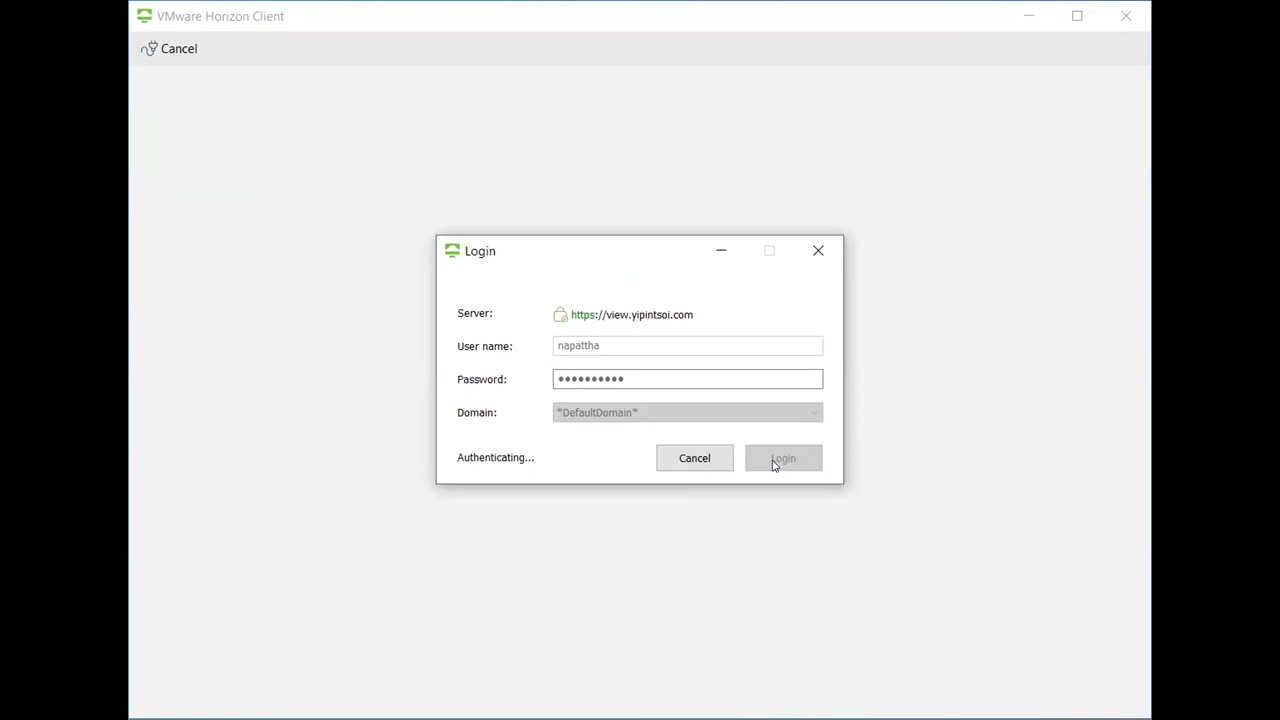 VMware Horizon Client
Cancel
Login
Server: https://view.yipintsoi.com
User name: napattha
Password: ●●●●●●●●●●
Domain: *DefaultDomain*
Authenticating... Cancel Login